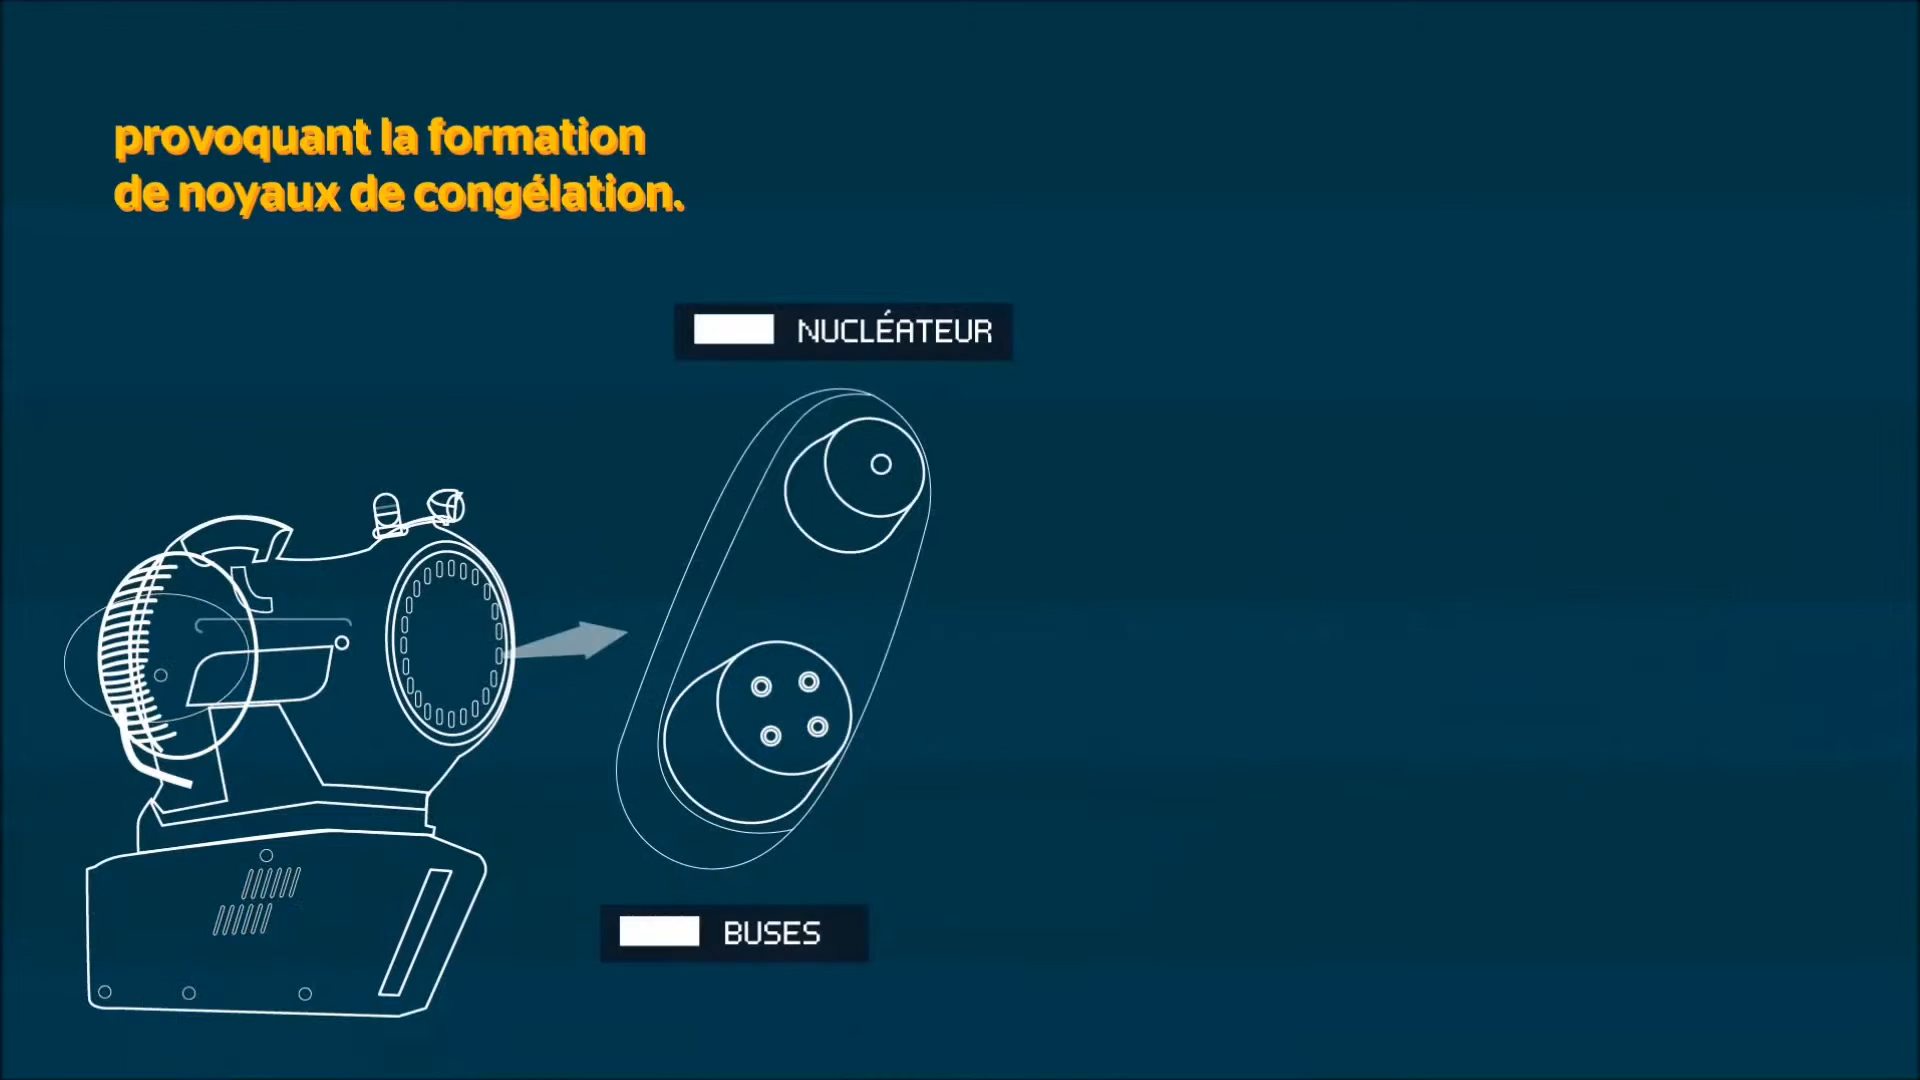 provoquant la formation
de noyaux de congélation.
NUCLÉATEUR
BUSES